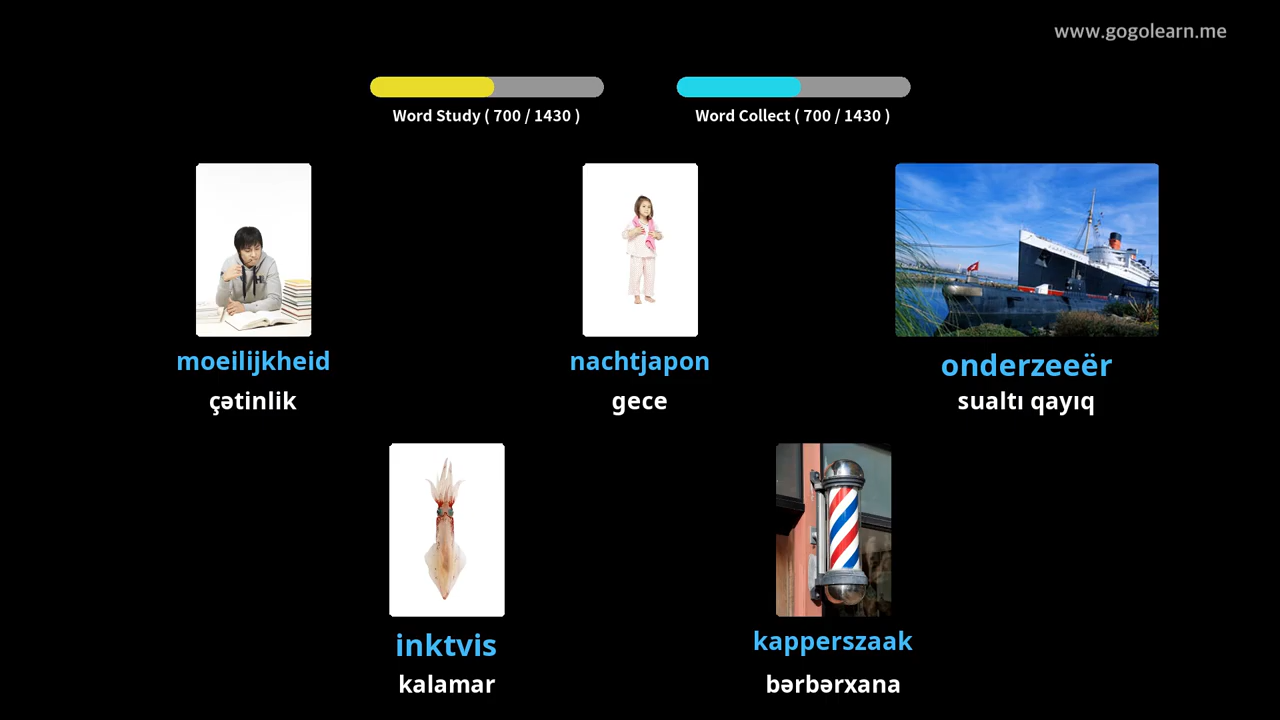 www.gogolearn.me
Word Study ( 700 / 1430 )
Word Collect ( 700 / 1430 )
moeilijkheid
çətinlik
nachtjapon
gece
onderzeeër
sualtı qayıq
inktvis
kalamar
kapperszaak
bərbərxana